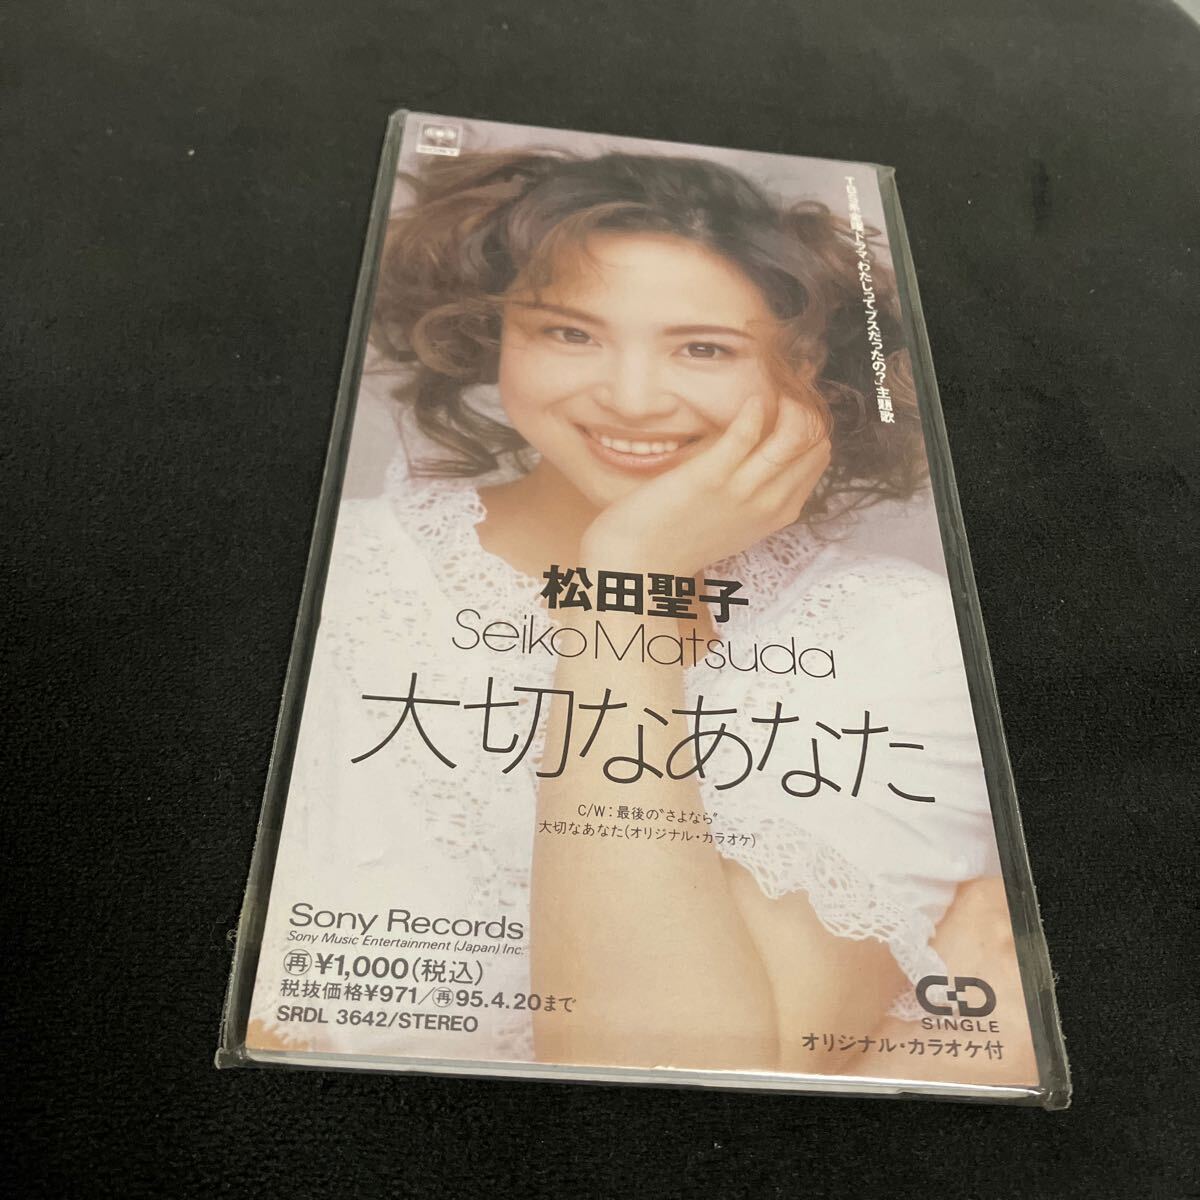 CBS
SONY
TBS系金曜ドラマ「わたしってブスだったの?」主題歌
松田聖子
Seiko Matsuda
大切なあなた
C/W：最後の“さよなら”
大切なあなた(オリジナル・カラオケ)
Sony Records
Sony Music Entertainment (Japan) Inc.
再 ¥1,000(税込)
税抜価格¥971/再95.4.20まで
SRDL 3642/STEREO
CD
SINGLE
オリジナル・カラオケ付